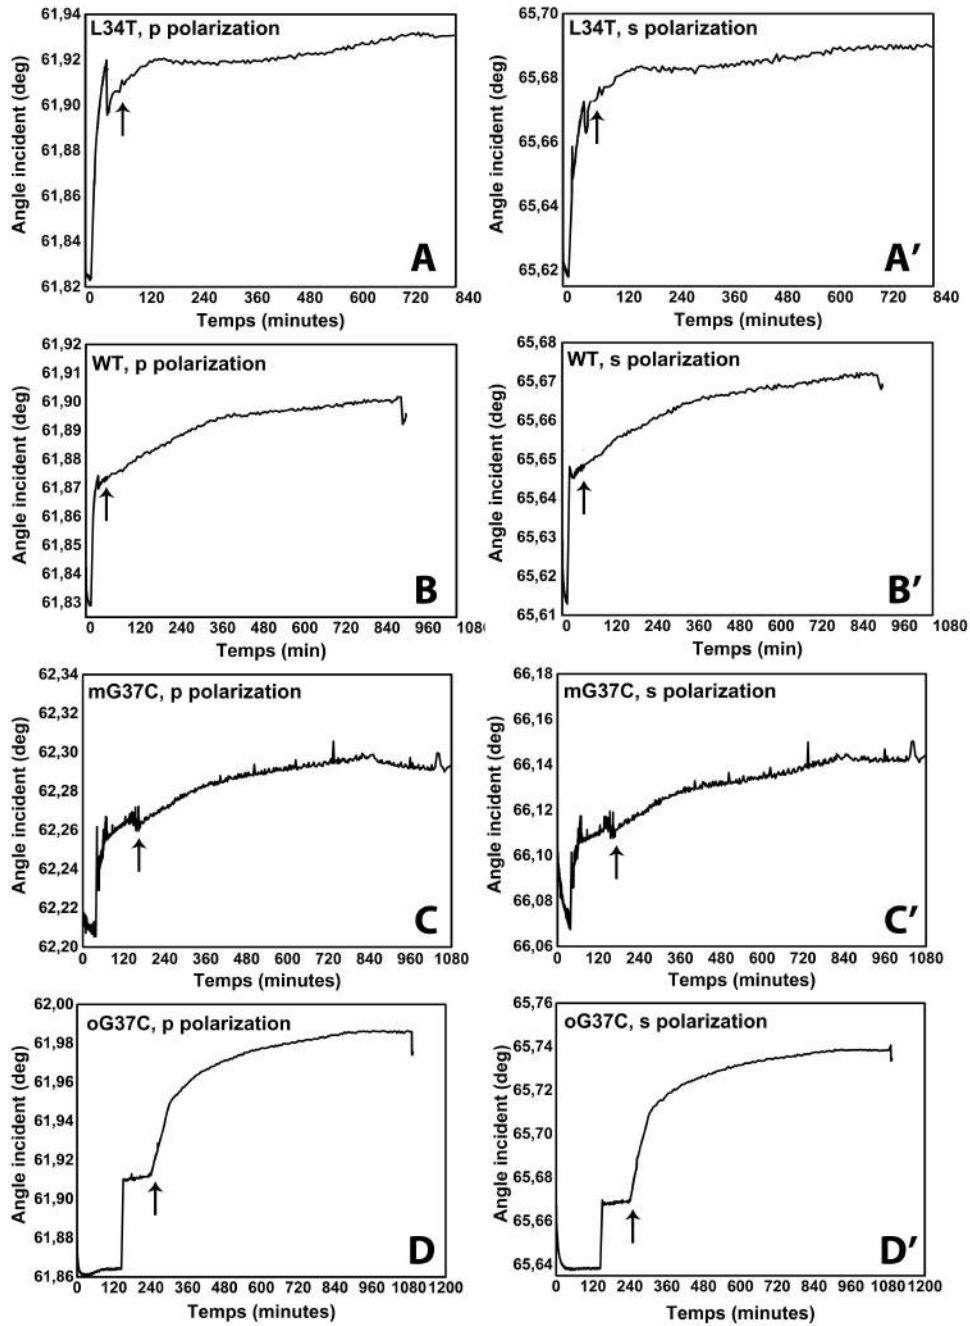 L34T, p polarization
Angle incident (deg)
61,94
61,92
61,90
61,88
61,86
61,84
61,82
0 120 240 360 480 600 720 840
Temps (minutes)
A
L34T, s polarization
Angle incident (deg)
65,70
65,68
65,66
65,64
65,62
0 120 240 360 480 600 720 840
Temps (minutes)
A′
WT, p polarization
Angle incident (deg)
61,92
61,91
61,90
61,89
61,88
61,87
61,86
61,85
61,84
61,83
0 120 240 360 480 600 720 840 960 1080
Temps (min)
B
WT, s polarization
Angle incident (deg)
65,68
65,67
65,66
65,65
65,64
65,63
65,62
65,61
0 120 240 360 480 600 720 840 960 1080
Temps (min)
B′
mG37C, p polarization
Angle incident (deg)
62,34
62,32
62,30
62,28
62,26
62,24
62,22
62,20
0 120 240 360 480 600 720 840 960 1080
Temps (minutes)
C
mG37C, s polarization
Angle incident (deg)
66,18
66,16
66,14
66,12
66,10
66,08
66,06
0 120 240 360 480 600 720 840 960 1080
Temps (minutes)
C′
oG37C, p polarization
Angle incident (deg)
62,00
61,98
61,96
61,94
61,92
61,90
61,88
61,86
0 120 240 360 480 600 720 840 960 1080 1200
Temps (minutes)
D
oG37C, s polarization
Angle incident (deg)
65,76
65,74
65,72
65,70
65,68
65,66
65,64
0 120 240 360 480 600 720 840 960 1080 1200
Temps (minutes)
D′